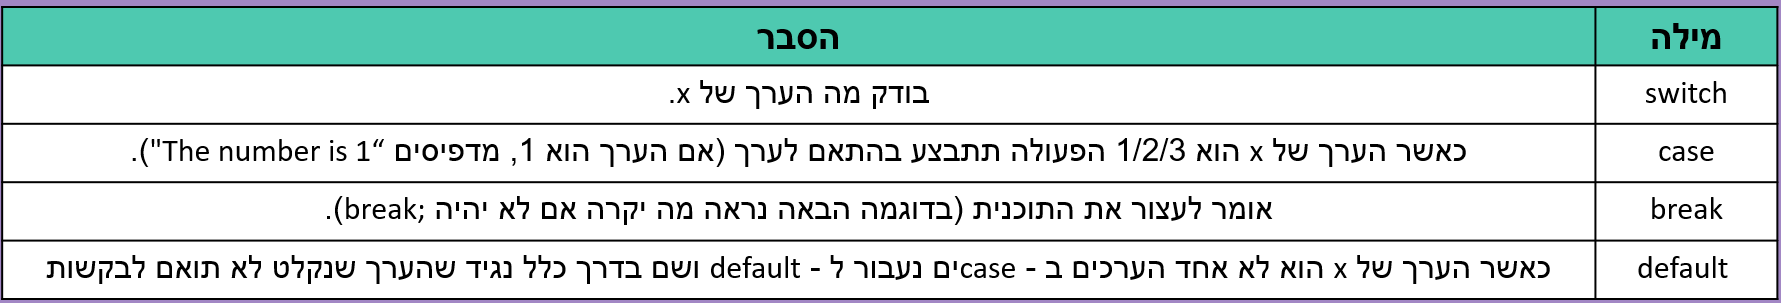 מילה הסבר
switch בודק מה הערך של x.
case כאשר הערך של x הוא 1/2/3 הפעולה תתבצע בהתאם לערך (אם הערך הוא 1, מדפיסים “The number is 1").
break אומר לעצור את התוכנית (בדוגמה הבאה נראה מה יקרה אם לא יהיה break;).
default כאשר הערך של x הוא לא אחד הערכים ב - caseים נעבור ל - default ושם בדרך כלל נגיד שהערך שנקלט לא תואם לבקשות